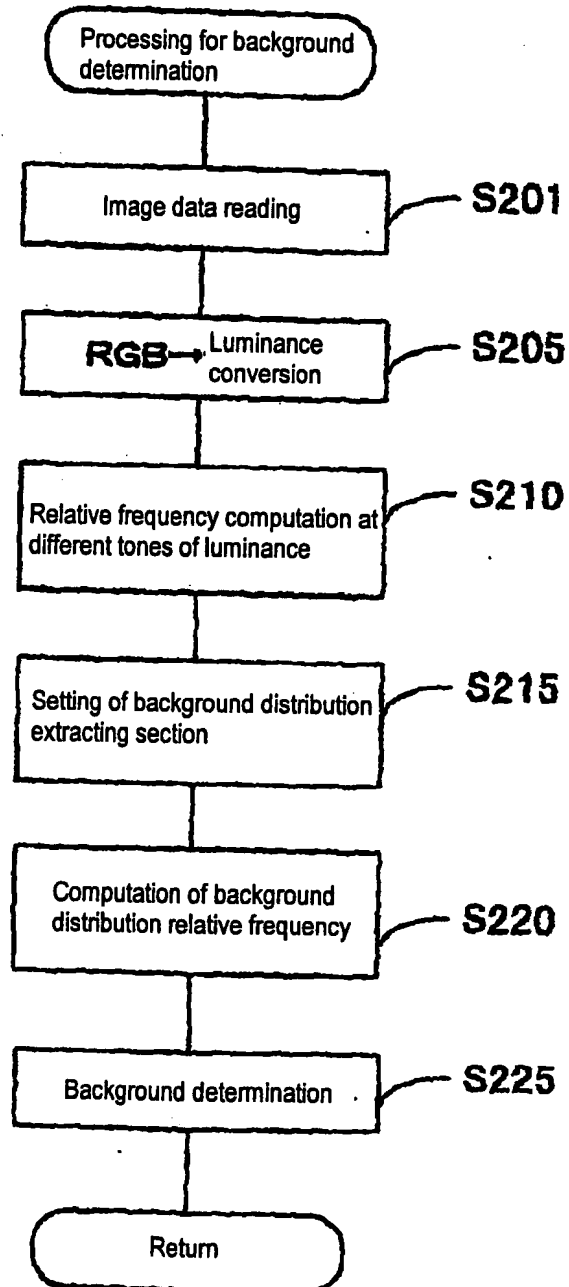 Processing for background
determination
Image data reading
S201
RGB→ Luminance
conversion
S205
Relative frequency computation at
different tones of luminance
S210
Setting of background distribution
extracting section
S215
Computation of background
distribution relative frequency
S220
Background determination
S225
Return